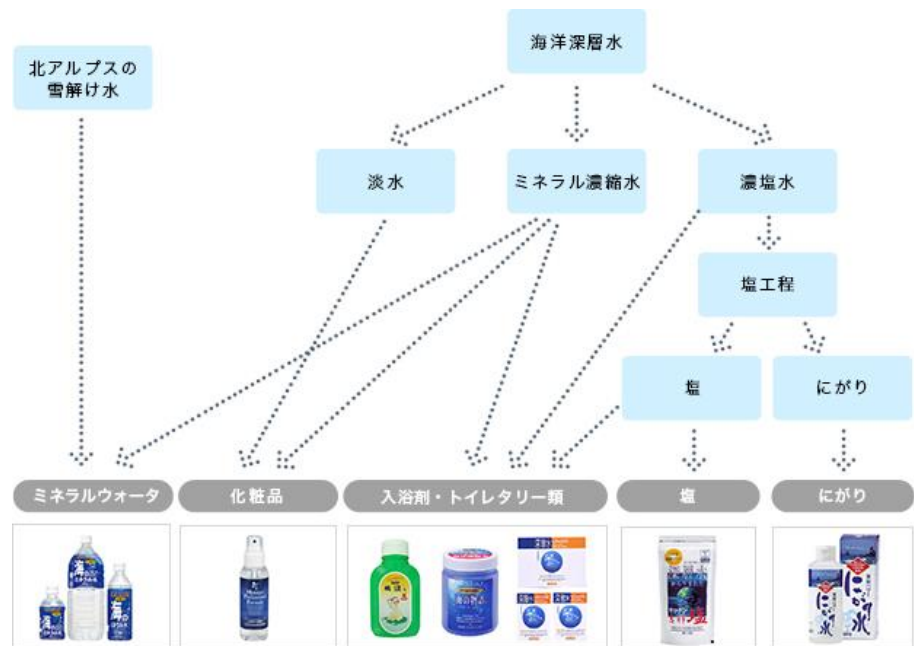 海洋深層水
北アルプスの
雪解け水
淡水
ミネラル濃縮水
濃塩水
塩工程
塩
にがり
ミネラルウォータ
化粧品
入浴剤・トイレタリー類
塩
にがり